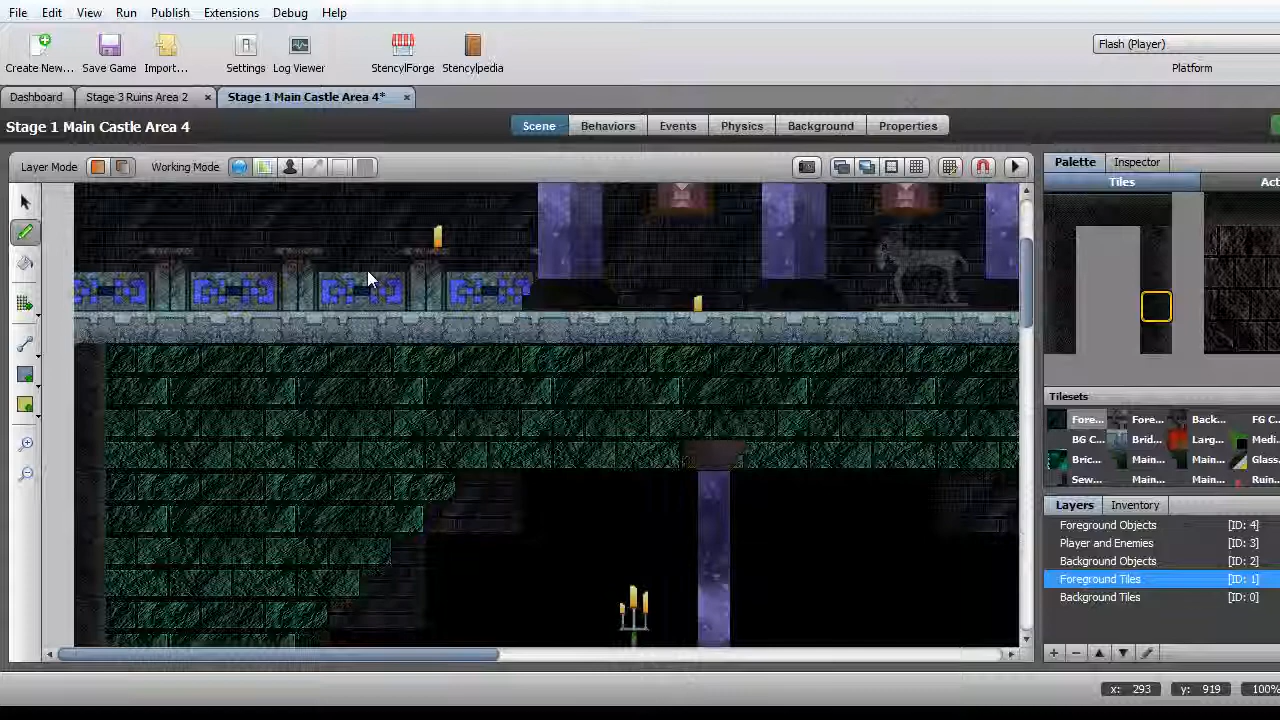 File Edit View Run Publish Extensions Debug Help
Create New... Save Game Import... Settings Log Viewer StencylForge Stencylpedia
Flash (Player)
Platform
Dashboard Stage 3 Ruins Area 2 × Stage 1 Main Castle Area 4* ×
Stage 1 Main Castle Area 4
Scene Behaviors Events Physics Background Properties
Layer Mode Working Mode
Palette Inspector
Tiles Act
Tilesets
Fore... Fore... Back... FG C
BG C... Brid... Larg... Medi
Bric... Main... Main... Glass.
Sew... Main... Main... Ruin...
Layers Inventory
Foreground Objects [ID: 4]
Player and Enemies [ID: 3]
Background Objects [ID: 2]
Foreground Tiles [ID: 1]
Background Tiles [ID: 0]
x: 293 y: 919 100%